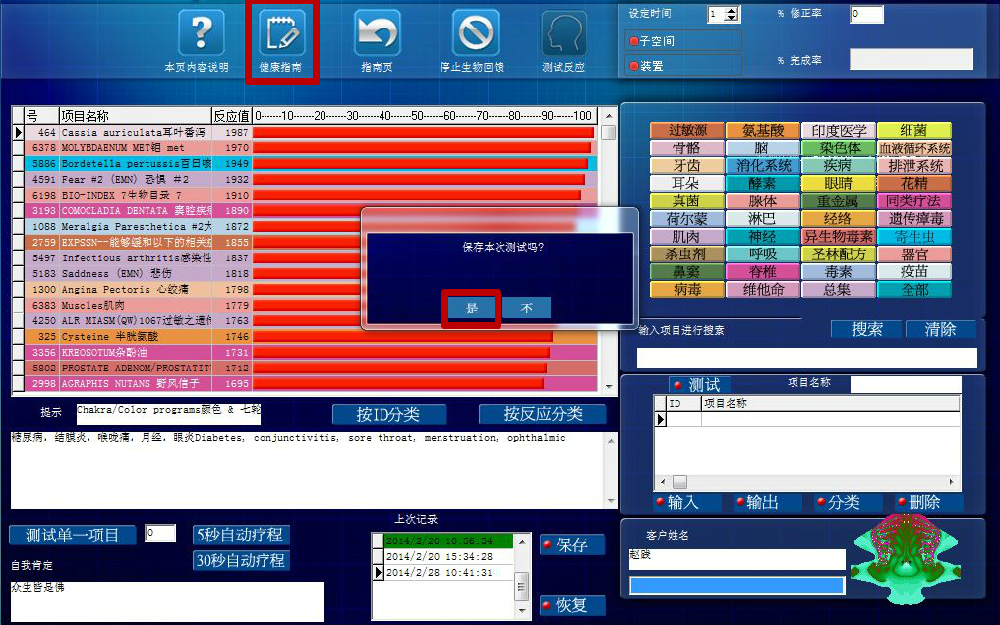 本页内容说明
健康指南
指南页
停止生物回馈
测试反应
设定时间
1
% 修正率
0
子空间
装置
% 完成率
号 项目名称 反应值 0------10------20------30------40------50------60------70------80------90------100
464 Cassia auriculata耳叶番泻 1987
6378 MOLYBDAENUM MET钼 met 1970
5886 Bordetella pertussis百日咳 1949
4591 Fear #2 (EMN) 恐惧 #2 1932
6198 BIO-INDEX 7生物目录 7 1910
3193 COMOCLADIA DENTATA 1890
1088 Meralgia Paresthetica #2大 1872
2759 EXPSSN--能够缓和以下的相关 1855
5497 Infectious arthritis感染性 1837
5183 Saddness (EMN) 悲伤 1818
1300 Angina Pectoris 心绞痛 1798
6383 Muscles肌肉 1779
4250 ALR MIASM(QW)1067过敏之遗传 1763
325 Cysteine 半胱氨酸 1746
3356 KREOSOTUM杂酚油 1731
5802 PROSTATE ADENOM/PROSTATIT 1712
2998 AGRAPHIS NUTANS 野风信子 1695
保存本次测试吗?
是
不
过敏源 氨基酸 印度医学 细菌
骨骼 脑 染色体 血液循环系统
牙齿 消化系统 疾病 排泄系统
耳朵 酵素 眼睛 花精
真菌 腺体 重金属 同类疗法
荷尔蒙 淋巴 经络 遗传瘴毒
肌肉 神经 异生物毒素 寄生虫
杀虫剂 呼吸 圣林配方 器官
鼻窦 脊椎 毒素 疫苗
病毒 维他命 总集 全部
输入项目进行搜索
搜索
清除
测试
项目名称
ID 项目名称
输入
输出
分类
删除
提示
Chakra/Color programs颜色 & 七轮
按ID分类
按反应分类
糖尿病, 结膜炎, 喉咙痛, 月经, 眼炎Diabetes, conjunctivitis, sore throat, menstruation, ophthalmic
测试单一项目
0
5秒自动疗程
30秒自动疗程
自我肯定
众生皆是佛
上次记录
2014/2/20 10:56:54
2014/2/20 15:34:28
2014/2/28 10:41:31
保存
恢复
客户姓名